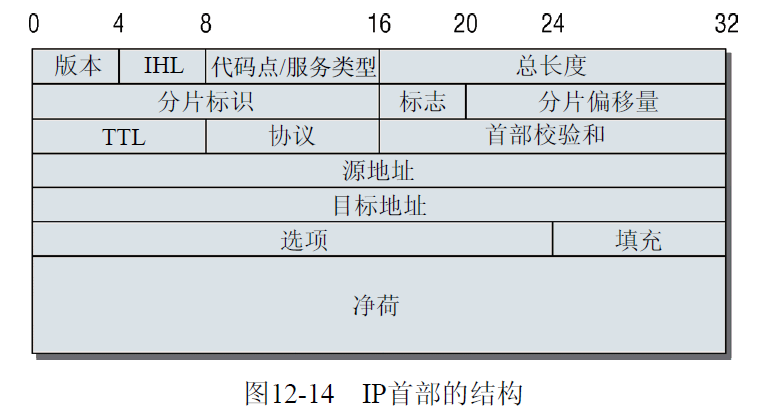 0 4 8 16 20 24 32
版本 IHL 代码点/服务类型 总长度
分片标识 标志 分片偏移量
TTL 协议 首部校验和
源地址
目标地址
选项 填充
净荷
图12-14 IP首部的结构